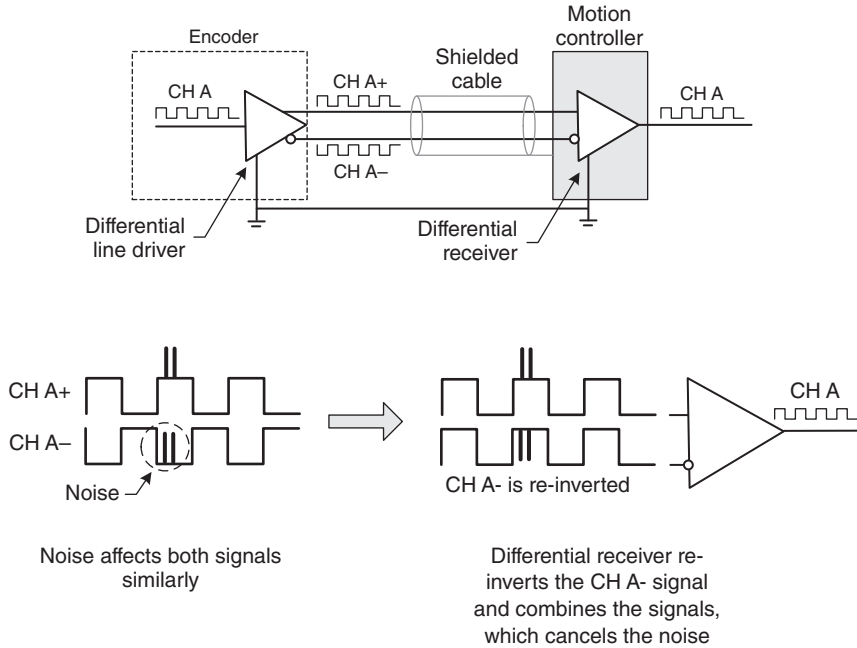 Encoder
Motion
controller
CH A
CH A+
Shielded
cable
CH A
CH A–
Differential
line driver
Differential
receiver
CH A+
CH A–
Noise
CH A
CH A- is re-inverted
Noise affects both signals
similarly
Differential receiver re-
inverts the CH A- signal
and combines the signals,
which cancels the noise